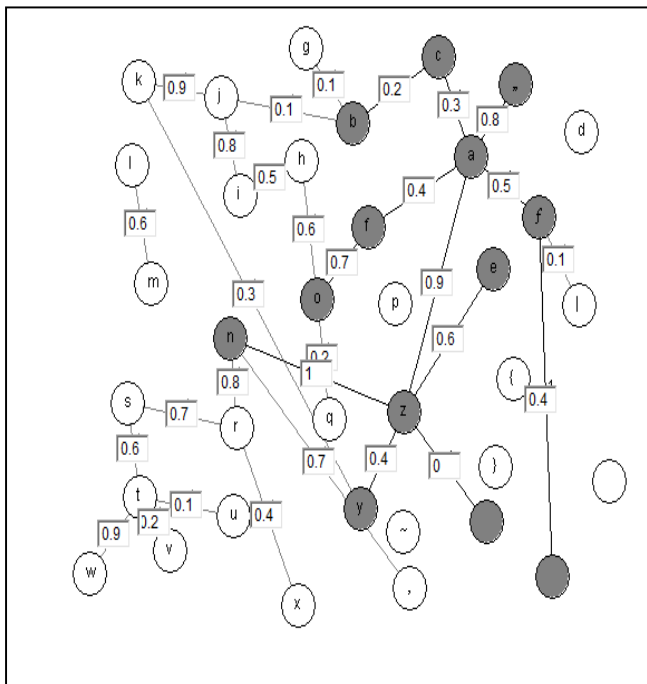 g
c
k
0.9
j
0.1
0.2
„
0.1
b
0.3
0.8
d
0.8
h
a
l
i
0.5
0.4
0.5
ƒ
0.6
0.6
f
0.7
0.1
m
0.3
o
p
0.9
e
|
n
0.2
0.6
1
{
0.4
0.8
s
0.7
r
q
z
0.6
0.7
0.4
0
}
t
0.1
u
0.4
y
0.9
0.2
v
~
w
x
,